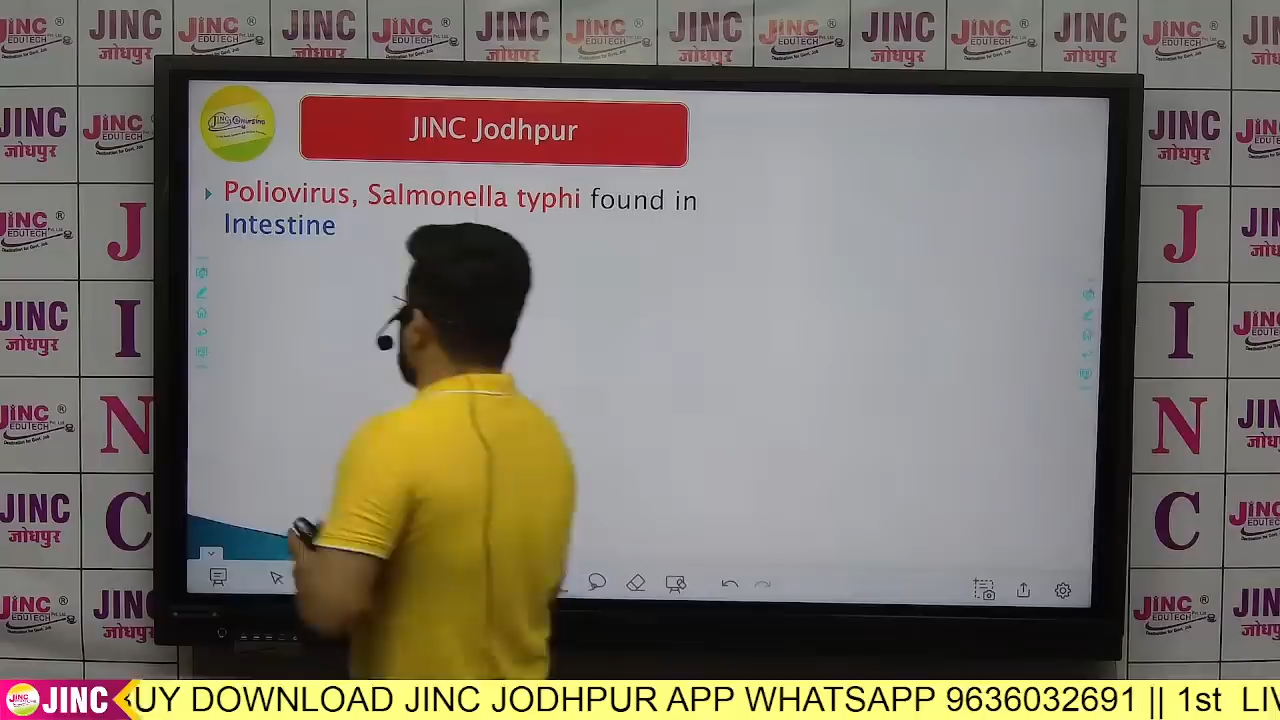 JINC Jodhpur
Poliovirus, Salmonella typhi found in
Intestine
JINC
जोधपुर
JINC
EDUTECH
J
I
N
C
J
I
N
C
JINC
UY DOWNLOAD JINC JODHPUR APP WHATSAPP 9636032691 || 1st LIV